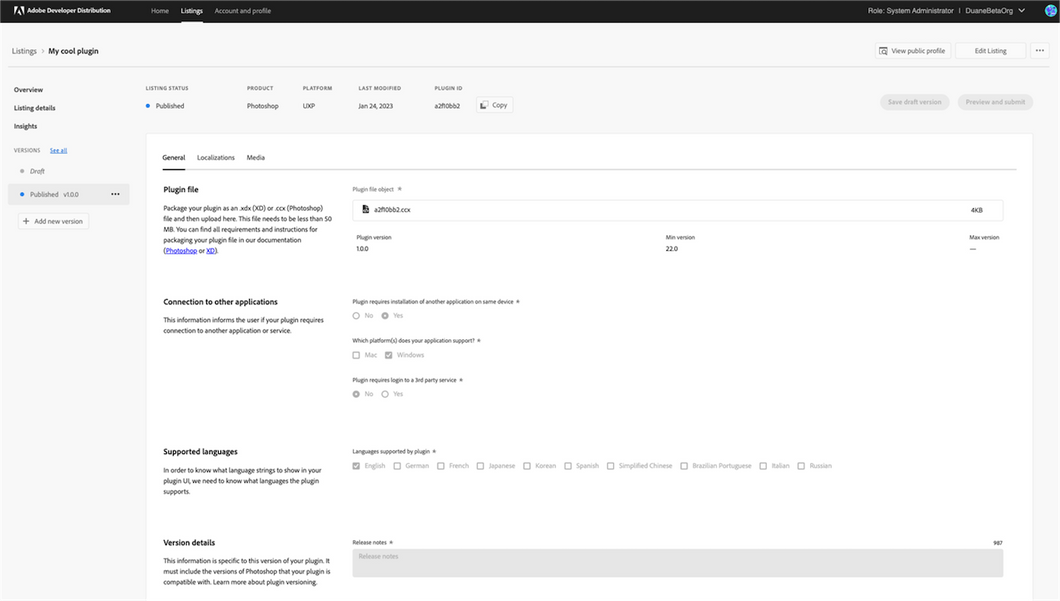 Adobe Developer Distribution
Home Listings Account and profile
Role: System Administrator | DuaneBetaOrg
Listings > My cool plugin
View public profile
Edit Listing
Overview
Listing details
Insights
VERSIONS See all
Draft
Published v1.0.0
Add new version
LISTING STATUS PRODUCT PLATFORM LAST MODIFIED PLUGIN ID
Published Photoshop UXP Jan 24, 2023 a2f10bb2 Copy
Save draft version
Preview and submit
General Localizations Media
Plugin file
Package your plugin as an .xdx (XD) or .ccx (Photoshop)
file and then upload here. This file needs to be less than 50
MB. You can find all requirements and instructions for
packaging your plugin file in our documentation
(Photoshop or XD).
Plugin file object *
a2f10bb2.ccx 4KB
Plugin version Min version Max version
1.0.0 22.0 —
Connection to other applications
This information informs the user if your plugin requires
connection to another application or service.
Plugin requires installation of another application on same device *
No Yes
Which platform(s) does your application support? *
Mac Windows
Plugin requires login to a 3rd party service *
No Yes
Supported languages
In order to know what language strings to show in your
plugin UI, we need to know what languages the plugin
supports.
Languages supported by plugin *
English German French Japanese Korean Spanish Simplified Chinese Brazilian Portuguese Italian Russian
Version details
This information is specific to this version of your plugin. It
must include the versions of Photoshop that your plugin is
compatible with. Learn more about plugin versioning.
Release notes * 987
Release notes